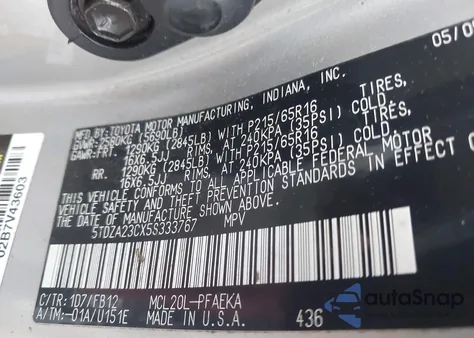 MFD. BY: TOYOTA MOTOR MANUFACTURING, INDIANA, INC. 05/0
GVWR: 2580KG (5690LB)
GAWR: FRT. 1290KG (2845LB) WITH P215/65R16 TIRES,
16X6.5JJ RIMS, AT 240KPA (35PSI) COLD.
RR. 1290KG (2845LB) WITH P215/65R16 TIRES,
16X6.5JJ RIMS, AT 240KPA (35PSI) COLD.
THIS VEHICLE CONFORMS TO ALL APPLICABLE FEDERAL MOTOR
VEHICLE SAFETY AND THEFT PREVENTION STANDARDS IN EFFECT O
DATE OF MANUFACTURE SHOWN ABOVE.
5TDZA23CX5S333767 MPV
C/TR: 1D7/FB12 MCL20L-PFAEKA
A/TM: -01A/U151E MADE IN U.S.A. 436
02B7V43603
autoSnap